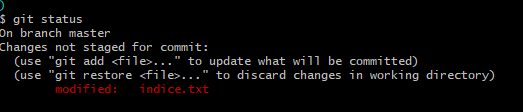 $ git status
On branch master
Changes not staged for commit:
  (use "git add <file>..." to update what will be committed)
  (use "git restore <file>..." to discard changes in working directory)
        modified:   indice.txt